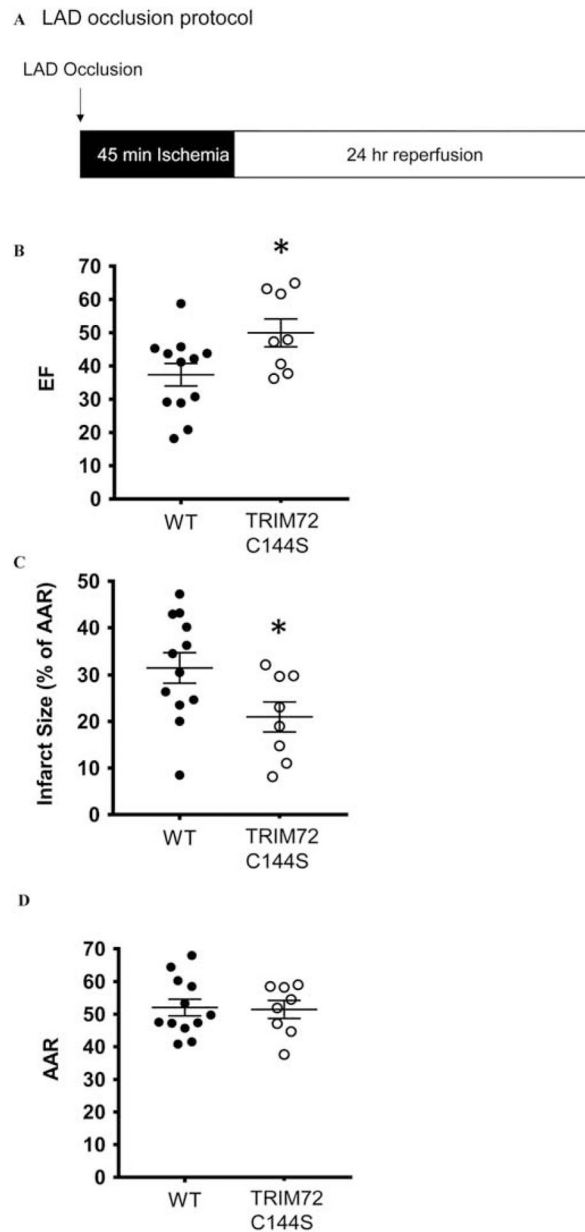 A LAD occlusion protocol
LAD Occlusion
45 min Ischemia
24 hr reperfusion
B
70
60
50
40
30
20
10
0
EF
*
WT
TRIM72
C144S
C
50
40
30
20
10
0
Infarct Size (% of AAR)
*
WT
TRIM72
C144S
D
70
60
50
40
30
20
10
0
AAR
WT
TRIM72
C144S